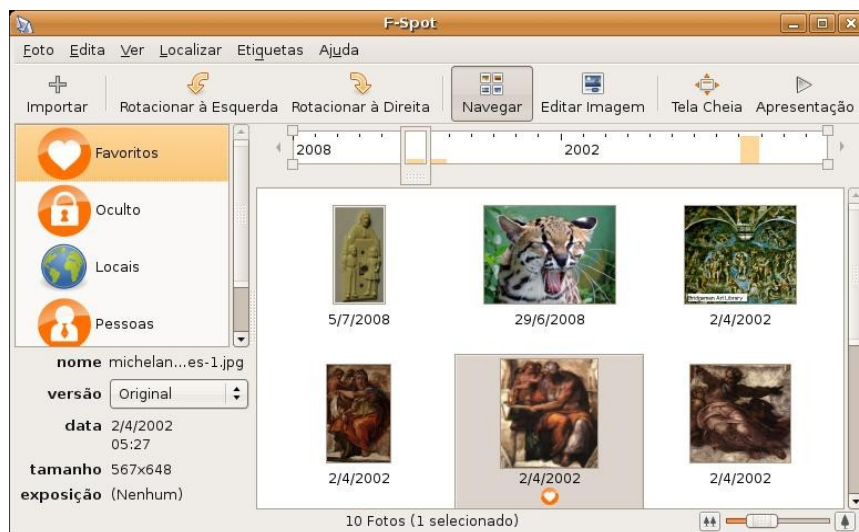 F-Spot
Foto Edita Ver Localizar Etiquetas Ajuda
Importar Rotacionar à Esquerda Rotacionar à Direita Navegar Editar Imagem Tela Cheia Apresentação
Favoritos
Oculto
Locais
Pessoas
2008 2002
5/7/2008 29/6/2008 2/4/2002
Bridgeman Art Library
2/4/2002 2/4/2002 2/4/2002
nome michelan...es-1.jpg
versão Original
data 2/4/2002
05:27
tamanho 567x648
exposição (Nenhum)
10 Fotos (1 selecionado)